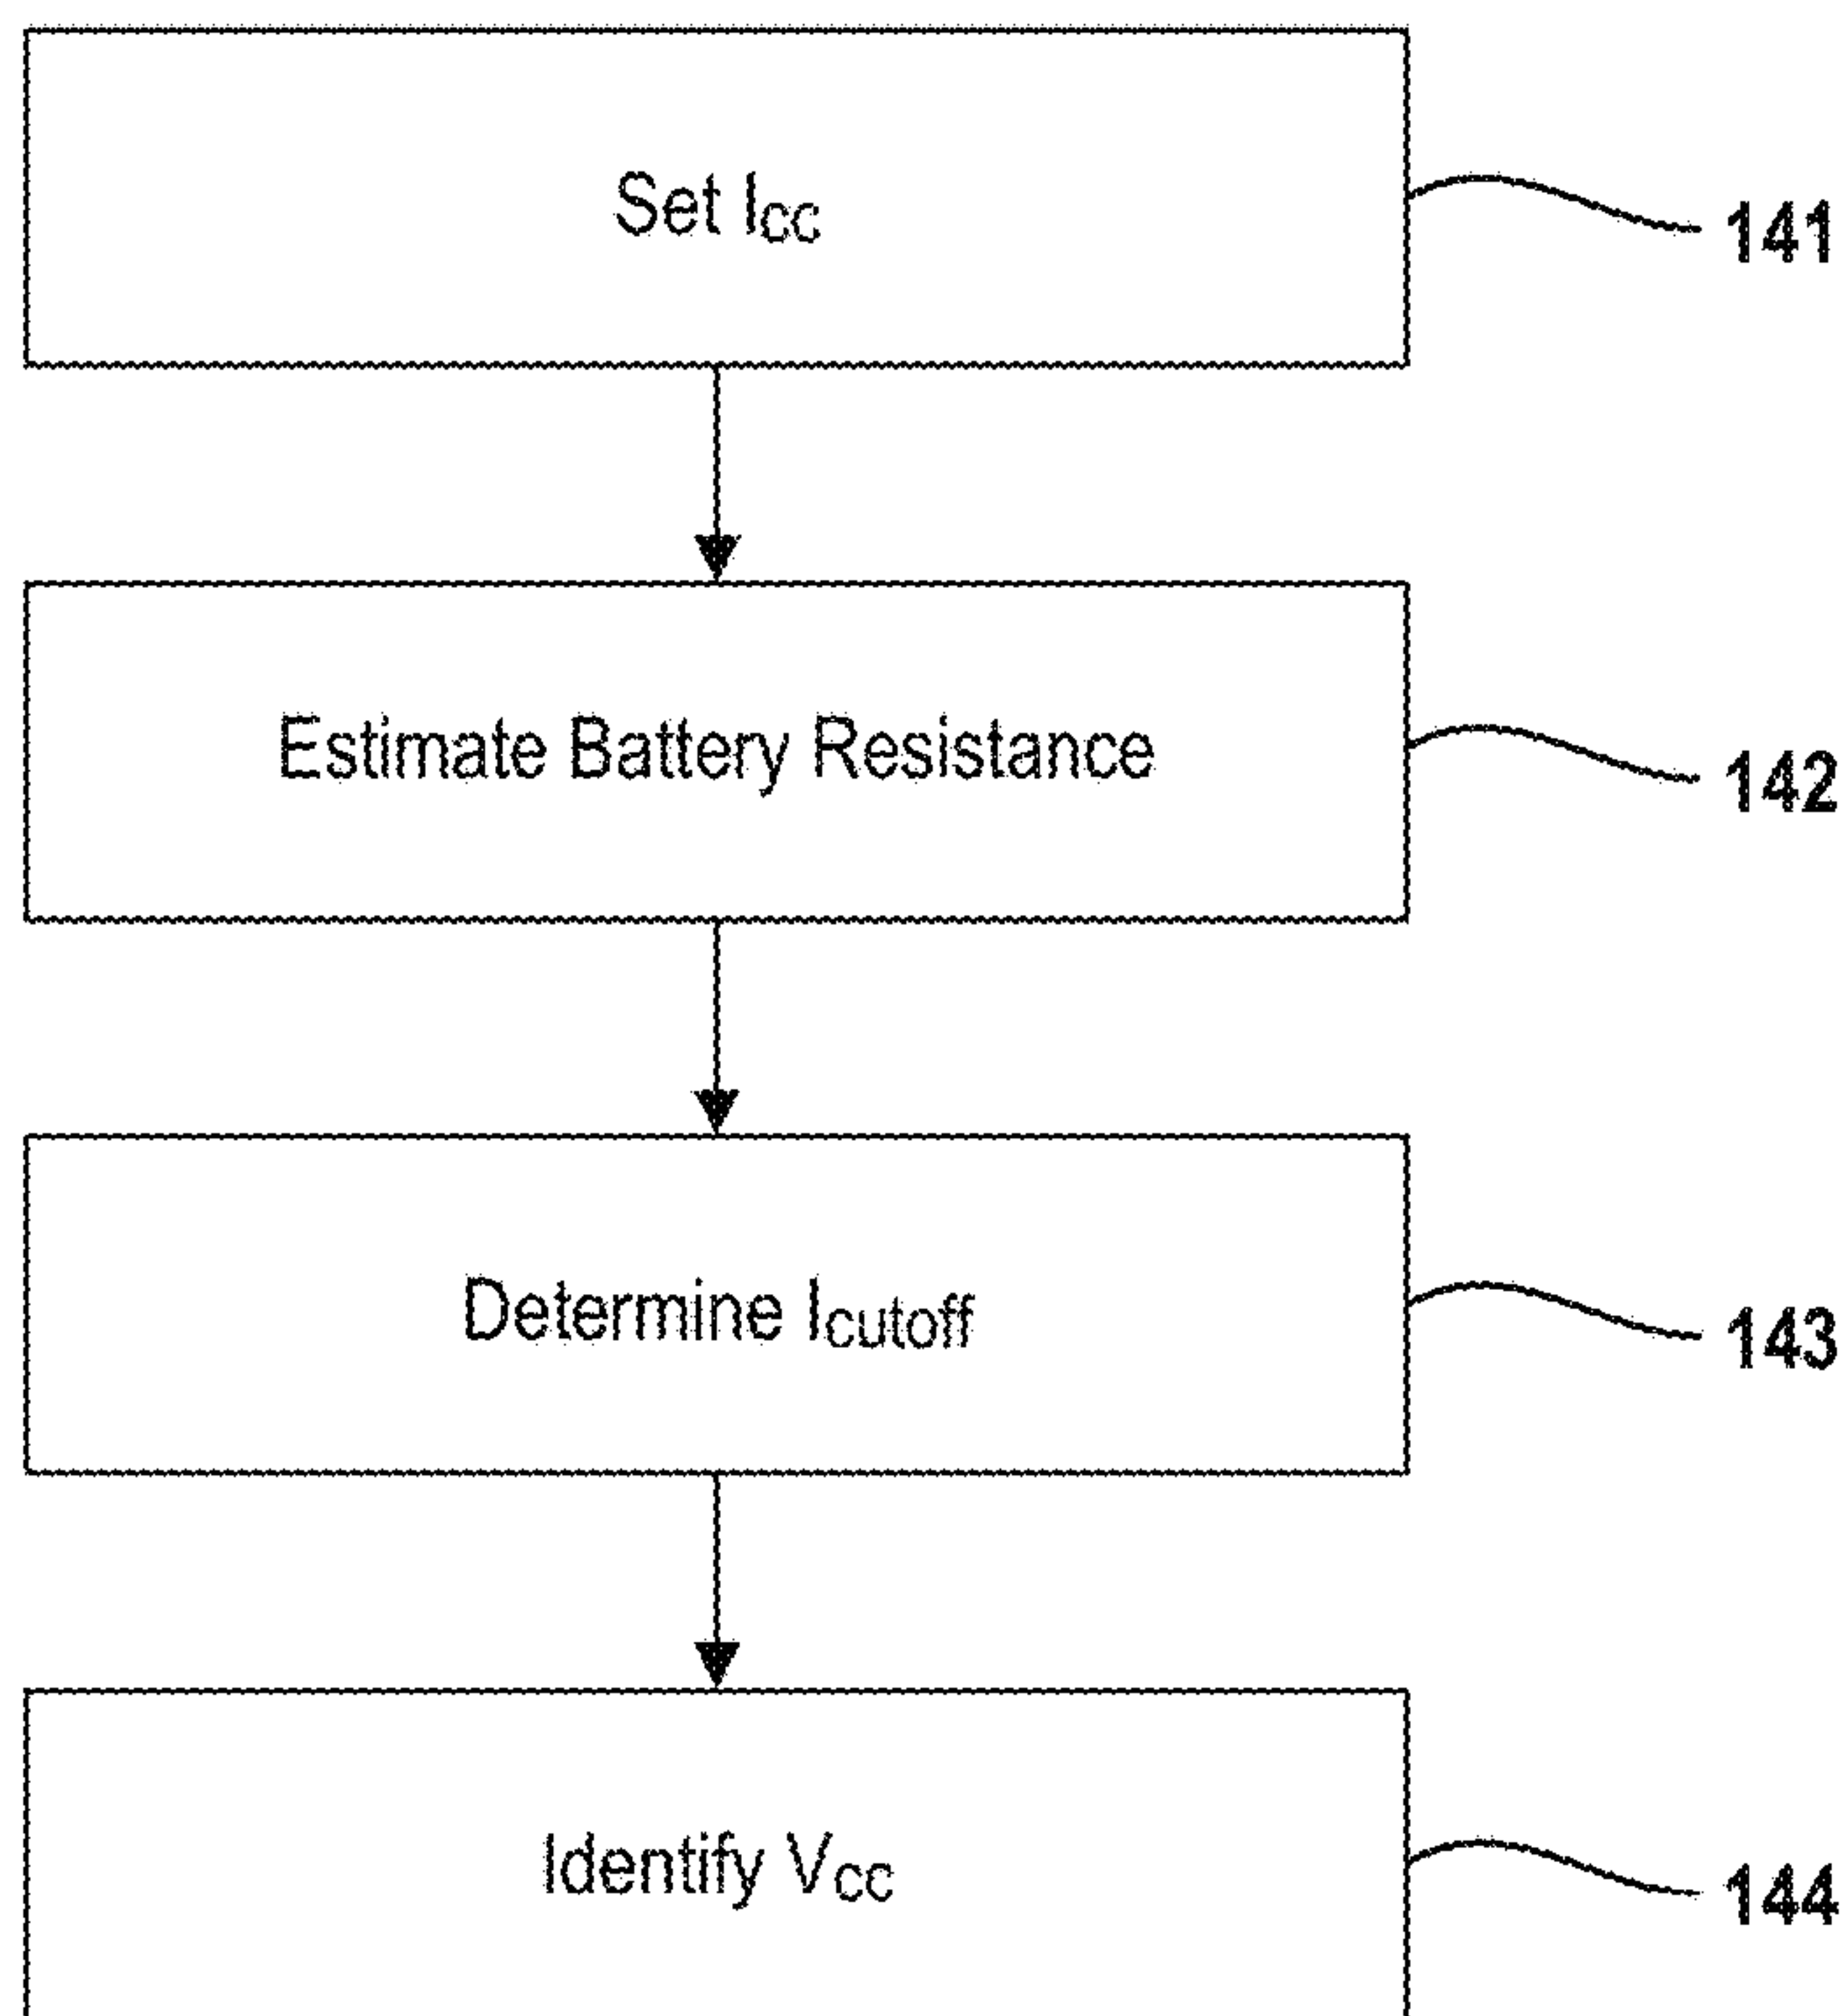 Set ICC
141
Estimate Battery Resistance
142
Determine Icutoff
143
Identify VCC
144